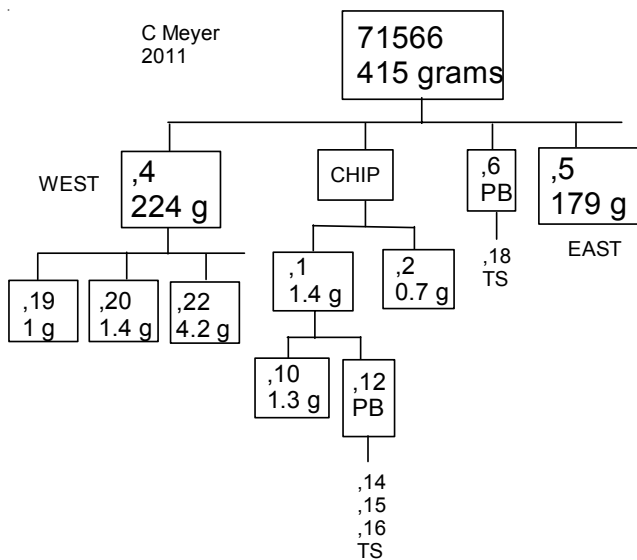 C Meyer
2011
71566
415 grams
WEST
,4
224 g
CHIP
,6
PB
,5
179 g
EAST
,18
TS
,19
1 g
,20
1.4 g
,22
4.2 g
,1
1.4 g
,2
0.7 g
,10
1.3 g
,12
PB
,14
,15
,16
TS